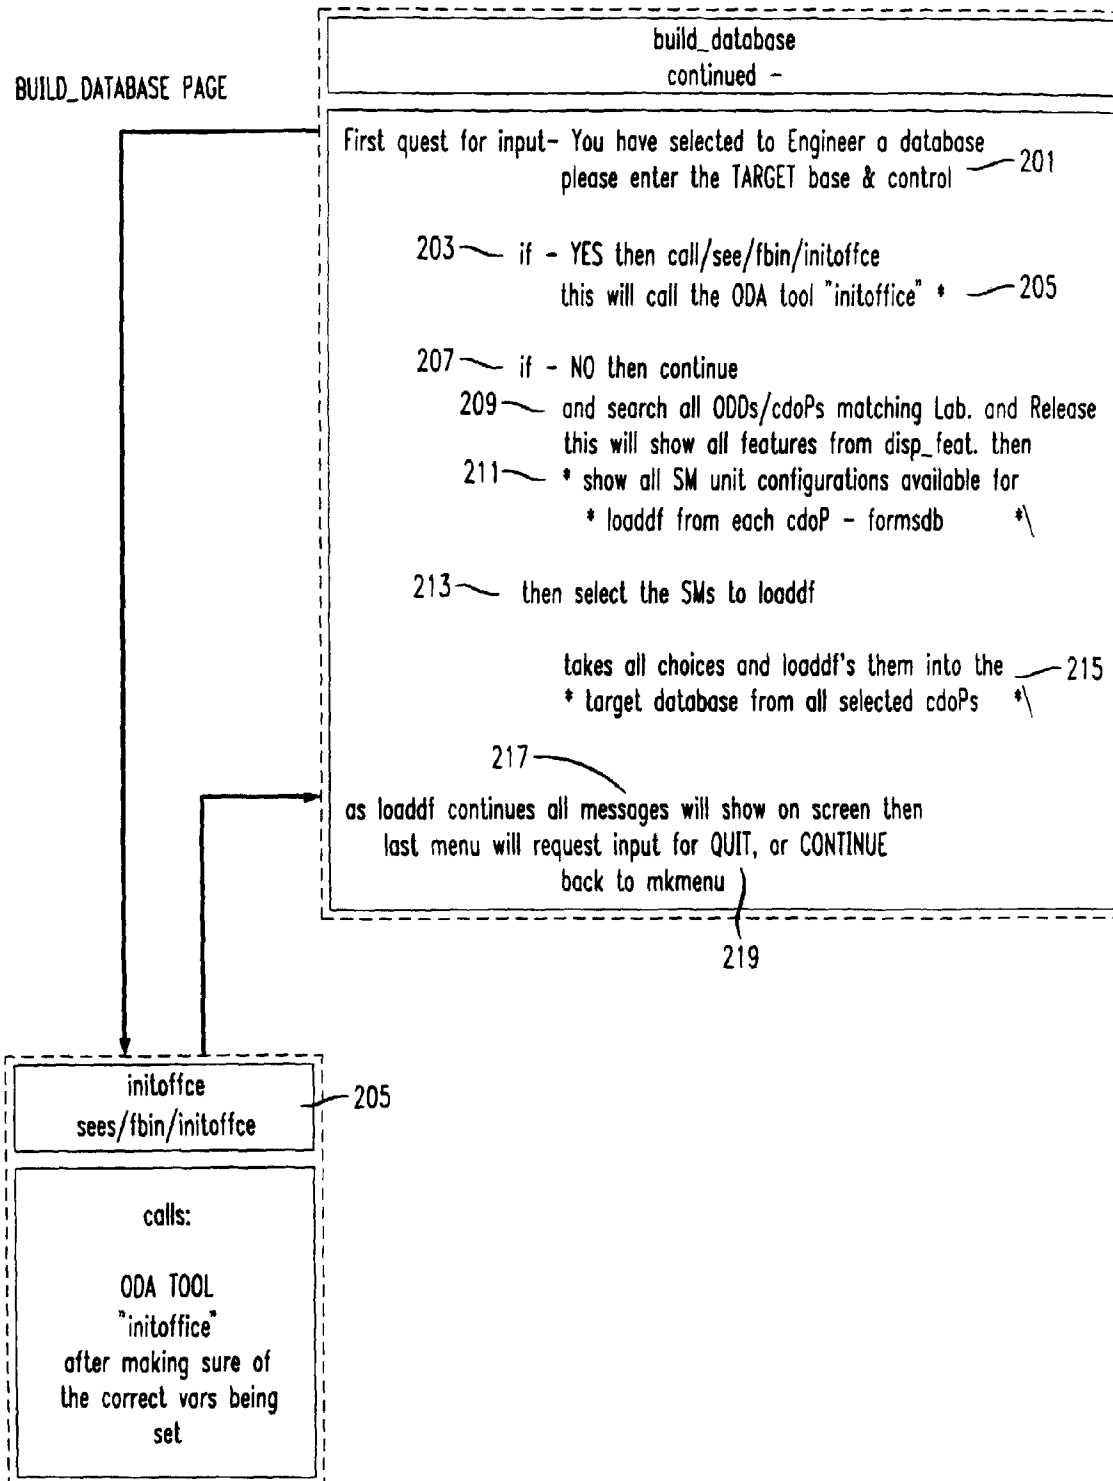 build_database
continued -
BUILD_DATABASE PAGE
First quest for input- You have selected to Engineer a database
please enter the TARGET base & control
201
203 if - YES then call/see/fbin/initoffce
this will call the ODA tool "initoffice" * 205
207 if - NO then continue
209 and search all ODDs/cdoPs matching Lab. and Release
this will show all features from disp_feat. then
211 * show all SM unit configurations available for
* loaddf from each cdoP - formsdb *\
213 then select the SMs to loaddf
takes all choices and loaddf's them into the 215
* target database from all selected cdoPs *\
217
as loaddf continues all messages will show on screen then
last menu will request input for QUIT, or CONTINUE
back to mkmenu
219
initoffce
sees/fbin/initoffce
205
calls:
ODA TOOL
"initoffice"
after making sure of
the correct vars being
set